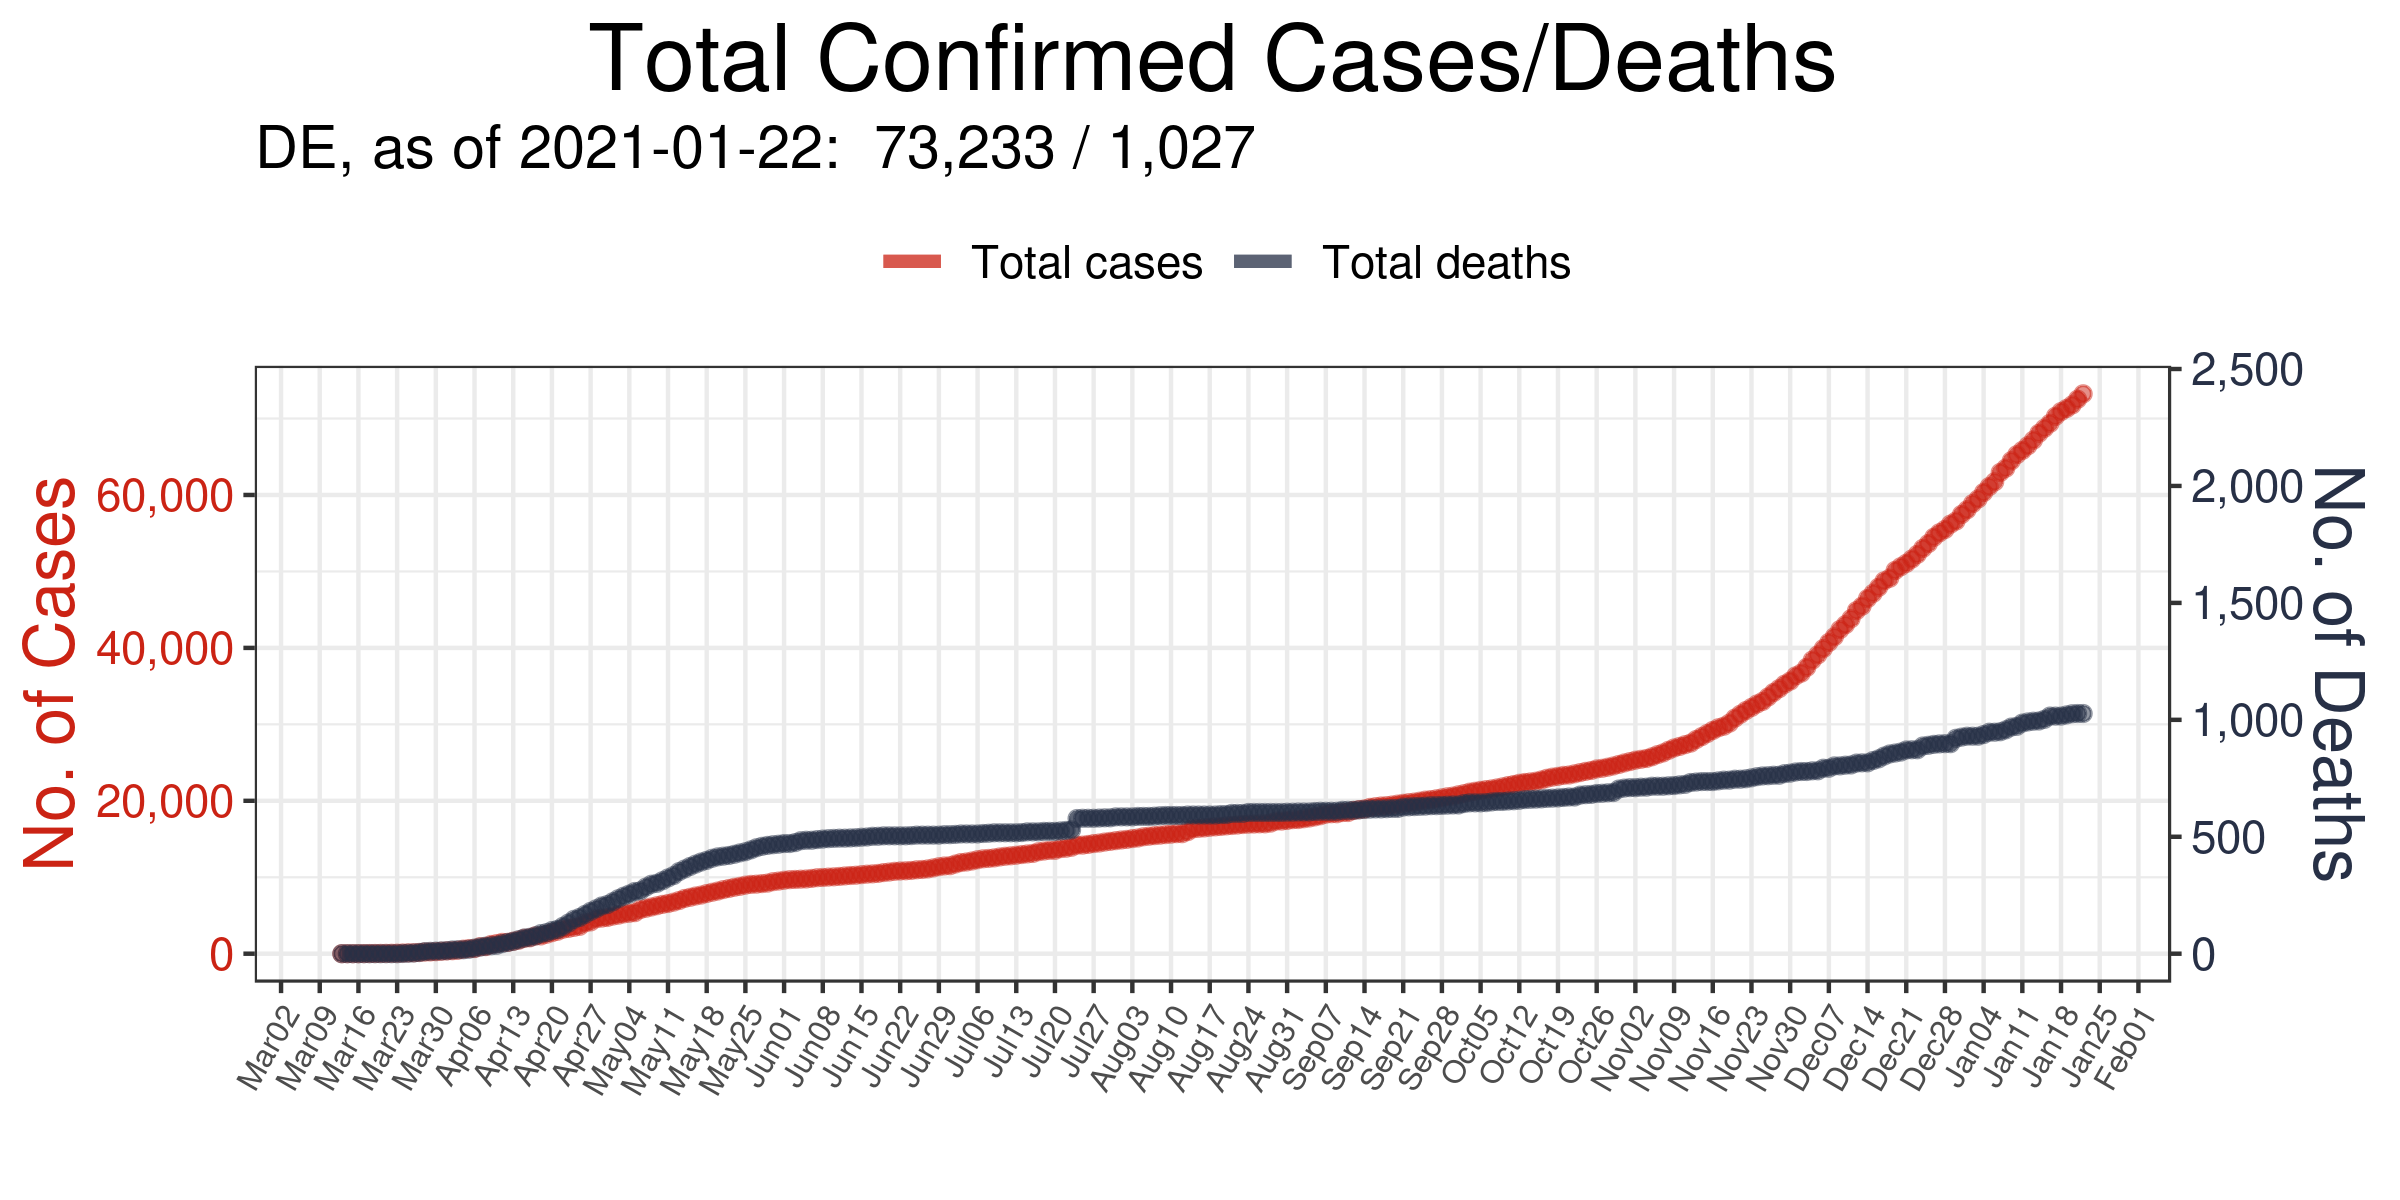 Total Confirmed Cases/Deaths
DE, as of 2021-01-22:  73,233 / 1,027
Total cases
Total deaths
No. of Cases
60,000
40,000
20,000
0
2,500
2,000
1,500
1,000
500
0
No. of Deaths
Mar02
Mar09
Mar16
Mar23
Mar30
Apr06
Apr13
Apr20
Apr27
May04
May11
May18
May25
Jun01
Jun08
Jun15
Jun22
Jun29
Jul06
Jul13
Jul20
Jul27
Aug03
Aug10
Aug17
Aug24
Aug31
Sep07
Sep14
Sep21
Sep28
Oct05
Oct12
Oct19
Oct26
Nov02
Nov09
Nov16
Nov23
Nov30
Dec07
Dec14
Dec21
Dec28
Jan04
Jan11
Jan18
Jan25
Feb01